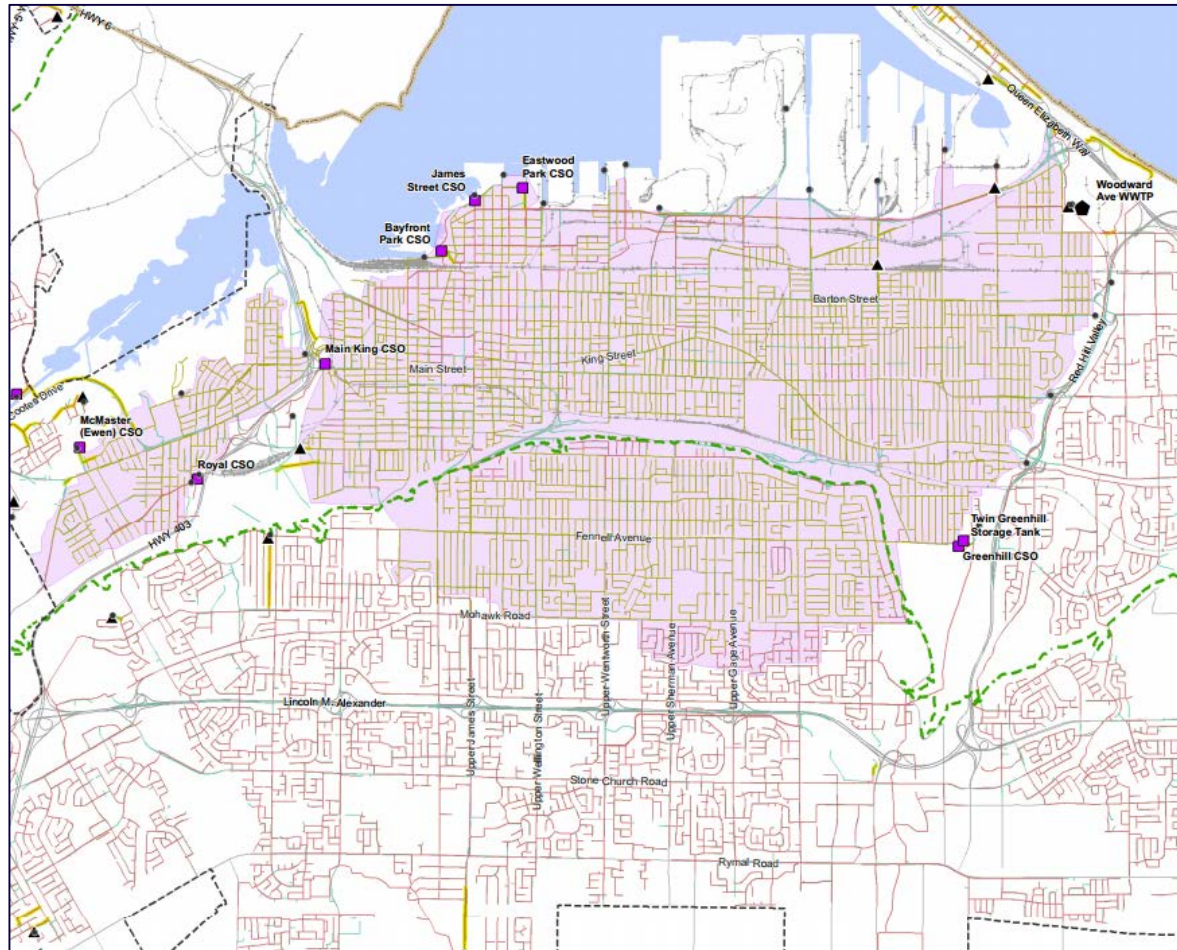 HWY 6
Queen Elizabeth Way
Eastwood
Park CSO
James
Street CSO
Woodward
Ave WWTP
Bayfront
Park CSO
Barton Street
Red Hill Valley
Main King CSO
King Street
Main Street
Cootes Drive
McMaster
(Ewen) CSO
Royal CSO
HWY 403
Twin Greenhill
Storage Tank
Greenhill CSO
Fennell Avenue
Mohawk Road
Upper Wentworth Street
Upper Sherman Avenue
Upper Gage Avenue
Lincoln M. Alexander
Upper James Street
Upper Wellington Street
Stone Church Road
Rymal Road